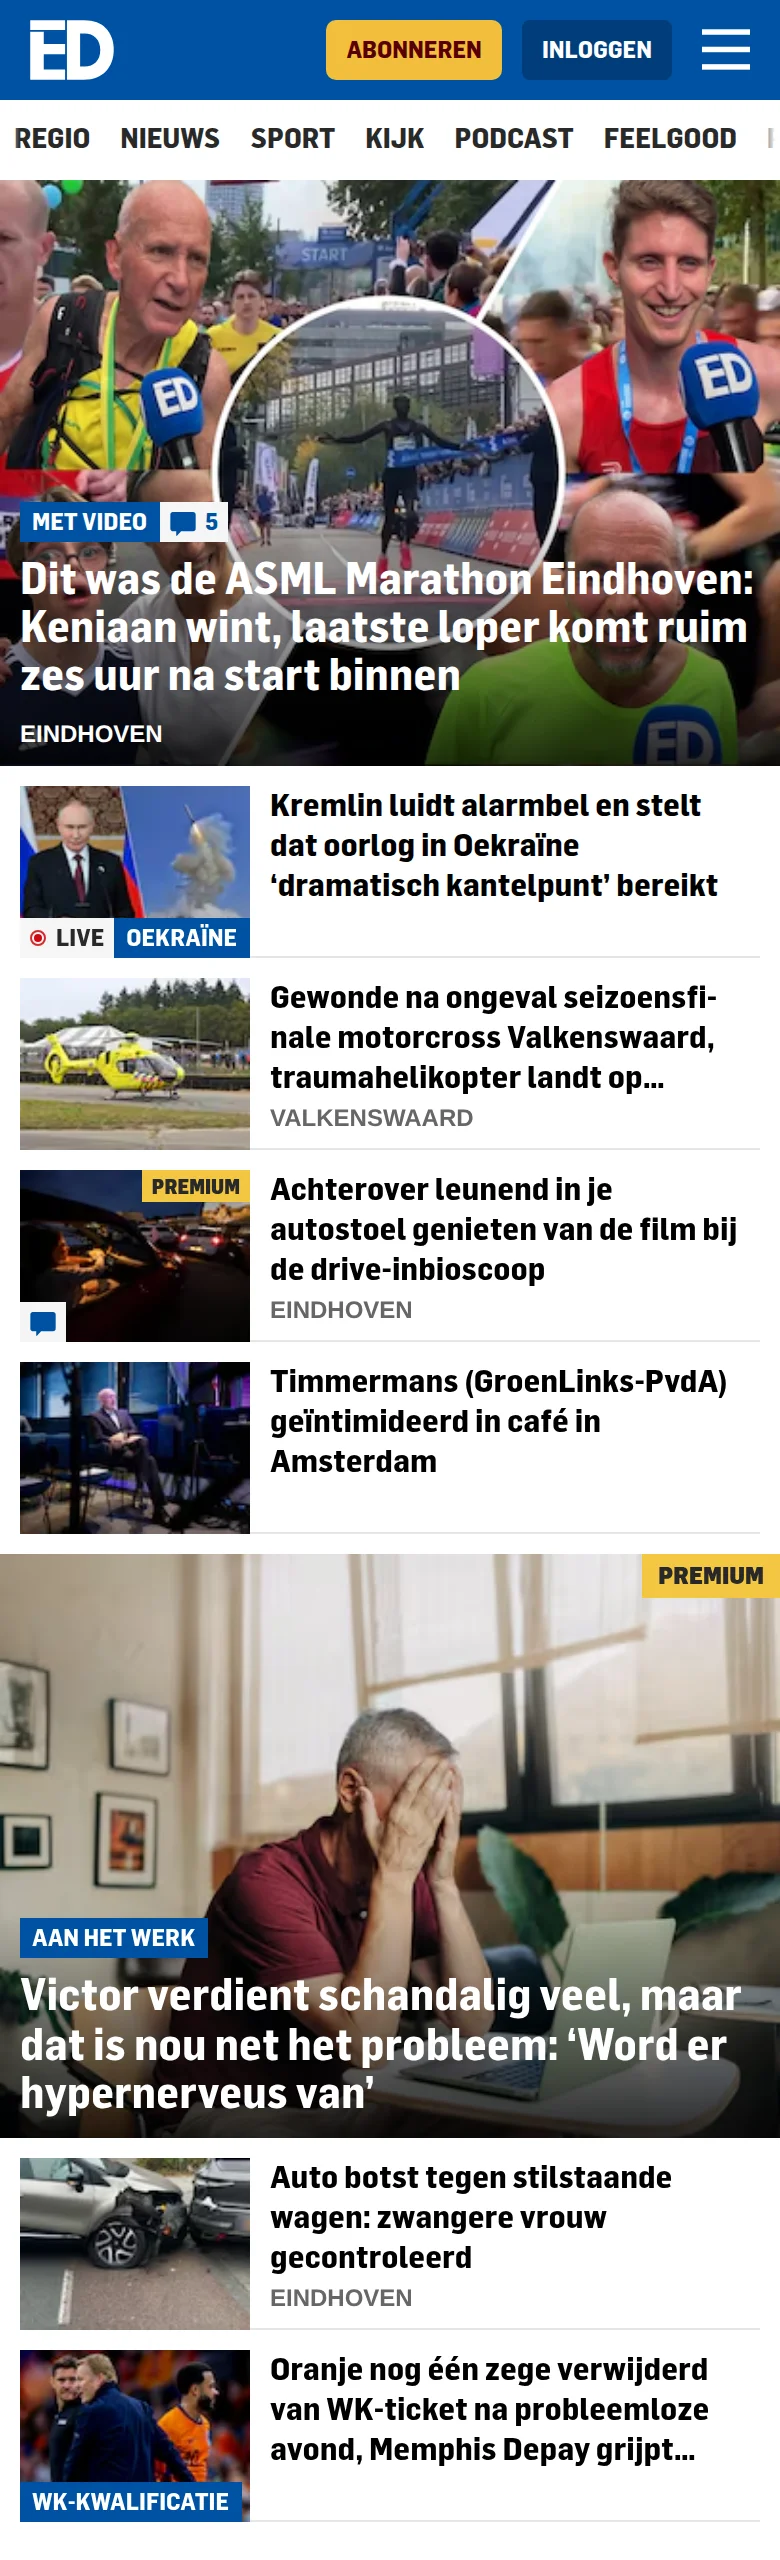 ED
ABONNEREN
INLOGGEN
REGIO NIEUWS SPORT KIJK PODCAST FEELGOOD
START
ED
ED
MET VIDEO 5
Dit was de ASML Marathon Eindhoven:
Keniaan wint, laatste loper komt ruim
zes uur na start binnen
EINDHOVEN
ED
Kremlin luidt alarmbel en stelt
dat oorlog in Oekraïne
‘dramatisch kantelpunt’ bereikt
LIVE OEKRAÏNE
Gewonde na ongeval seizoensfi-
nale motorcross Valkenswaard,
traumahelikopter landt op...
VALKENSWAARD
PREMIUM
Achterover leunend in je
autostoel genieten van de film bij
de drive-inbioscoop
EINDHOVEN
Timmermans (GroenLinks-PvdA)
geïntimideerd in café in
Amsterdam
PREMIUM
AAN HET WERK
Victor verdient schandalig veel, maar
dat is nou net het probleem: ‘Word er
hypernerveus van’
Auto botst tegen stilstaande
wagen: zwangere vrouw
gecontroleerd
EINDHOVEN
Oranje nog één zege verwijderd
van WK-ticket na probleemloze
avond, Memphis Depay grijpt...
WK-KWALIFICATIE